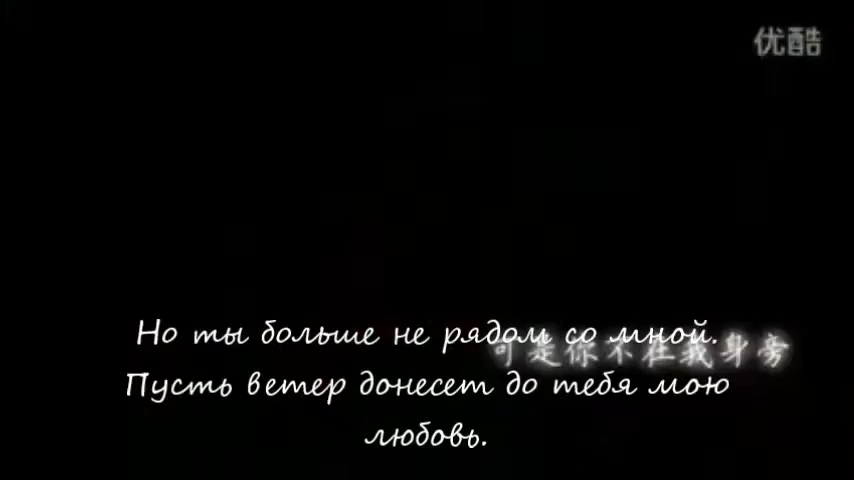 优酷
Но ты больше не рядом со мной.
可是你不在我身旁
Пусть ветер донесет до тебя мою
любовь.